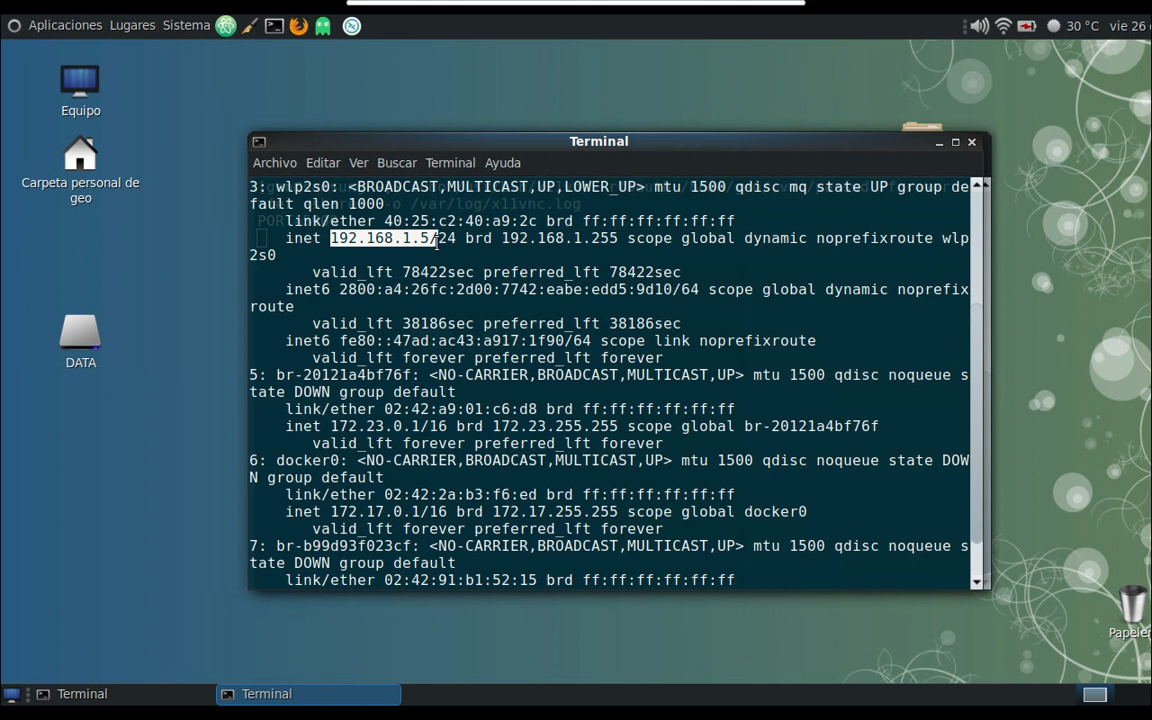 Aplicaciones Lugares Sistema
30 °C vie 26
Equipo
Carpeta personal de
geo
DATA
Terminal
Archivo Editar Ver Buscar Terminal Ayuda
3: wlp2s0: <BROADCAST,MULTICAST,UP,LOWER_UP> mtu 1500 qdisc mq state UP group de
fault qlen 1000
-o /var/log/x11vnc.log
link/ether 40:25:c2:40:a9:2c brd ff:ff:ff:ff:ff:ff
inet 192.168.1.5/24 brd 192.168.1.255 scope global dynamic noprefixroute wlp
2s0
valid_lft 78422sec preferred_lft 78422sec
inet6 2800:a4:26fc:2d00:7742:eabe:edd5:9d10/64 scope global dynamic noprefix
route
valid_lft 38186sec preferred_lft 38186sec
inet6 fe80::47ad:ac43:a917:1f90/64 scope link noprefixroute
valid_lft forever preferred_lft forever
5: br-20121a4bf76f: <NO-CARRIER,BROADCAST,MULTICAST,UP> mtu 1500 qdisc noqueue s
tate DOWN group default
link/ether 02:42:a9:01:c6:d8 brd ff:ff:ff:ff:ff:ff
inet 172.23.0.1/16 brd 172.23.255.255 scope global br-20121a4bf76f
valid_lft forever preferred_lft forever
6: docker0: <NO-CARRIER,BROADCAST,MULTICAST,UP> mtu 1500 qdisc noqueue state DOW
N group default
link/ether 02:42:2a:b3:f6:ed brd ff:ff:ff:ff:ff:ff
inet 172.17.0.1/16 brd 172.17.255.255 scope global docker0
valid_lft forever preferred_lft forever
7: br-b99d93f023cf: <NO-CARRIER,BROADCAST,MULTICAST,UP> mtu 1500 qdisc noqueue s
tate DOWN group default
link/ether 02:42:91:b1:52:15 brd ff:ff:ff:ff:ff:ff
Papeler
Terminal
Terminal